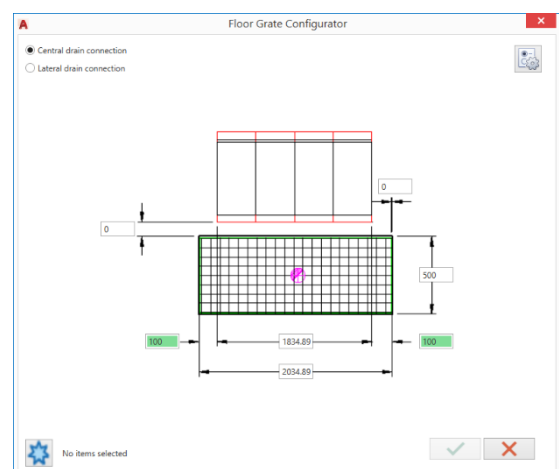 A
Floor Grate Configurator
Central drain connection
Lateral drain connection
0
0
500
100
1834.89
100
2034.89
No items selected